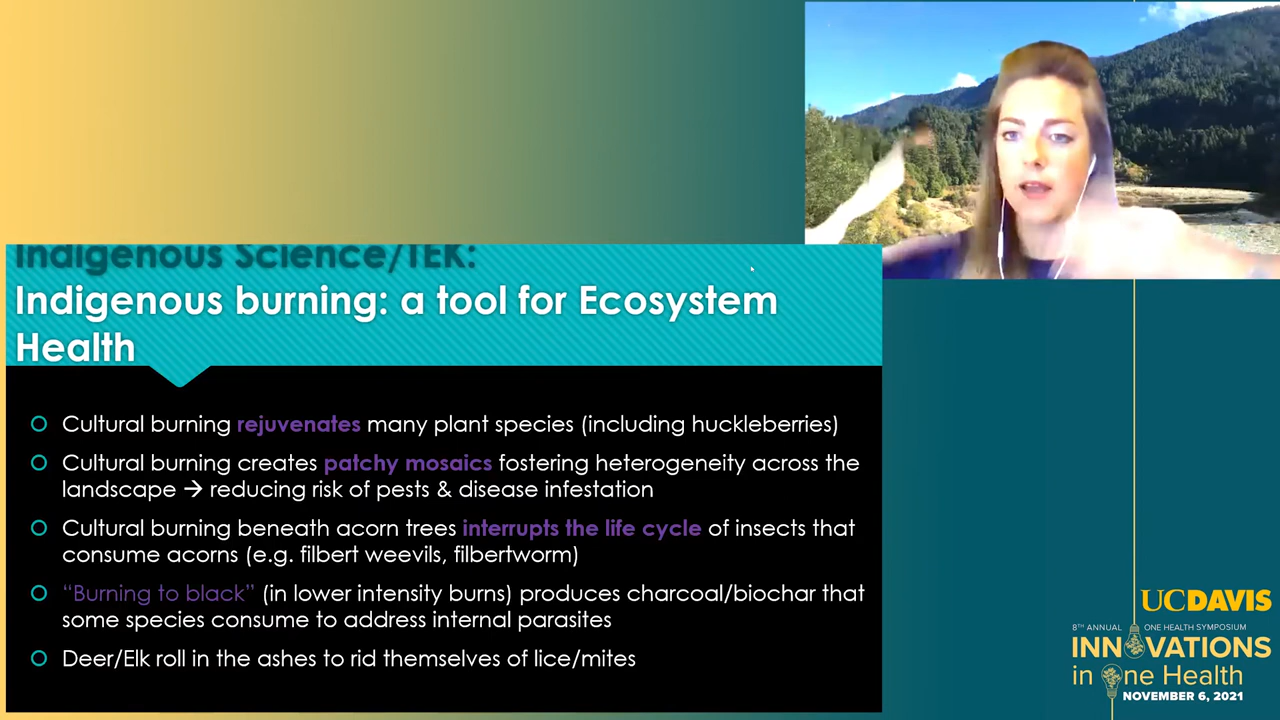 Indigenous Science/TEK:
Indigenous burning: a tool for Ecosystem
Health
Cultural burning rejuvenates many plant species (including huckleberries)
Cultural burning creates patchy mosaics fostering heterogeneity across the
landscape → reducing risk of pests & disease infestation
Cultural burning beneath acorn trees interrupts the life cycle of insects that
consume acorns (e.g. filbert weevils, filbertworm)
“Burning to black” (in lower intensity burns) produces charcoal/biochar that
some species consume to address internal parasites
Deer/Elk roll in the ashes to rid themselves of lice/mites
UCDAVIS
8TH ANNUAL ONE HEALTH SYMPOSIUM
INNOVATIONS
in One Health
NOVEMBER 6, 2021